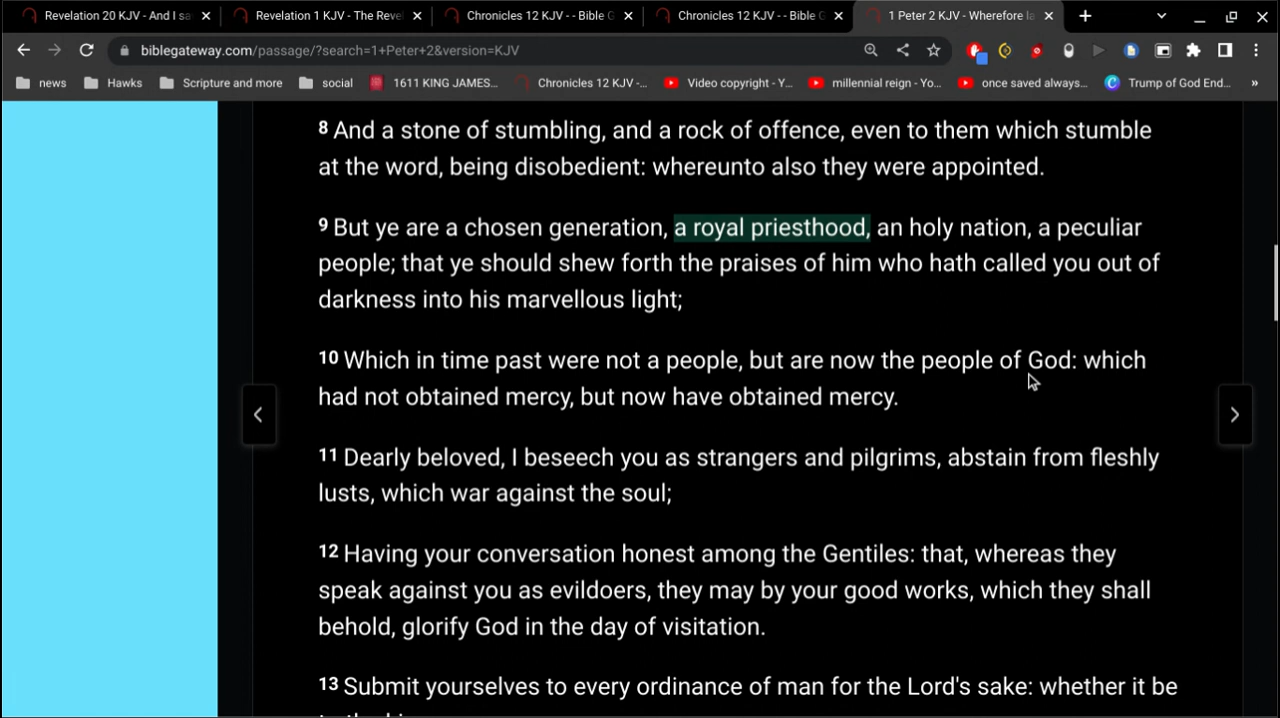 Revelation 20 KJV - And I sa
Revelation 1 KJV - The Reve
Chronicles 12 KJV - - Bible G
Chronicles 12 KJV - - Bible G
1 Peter 2 KJV - Wherefore la
biblegateway.com/passage/?search=1+Peter+2&version=KJV
news
Hawks
Scripture and more
social
1611 KING JAMES...
Chronicles 12 KJV -...
Video copyright - Y...
millennial reign - Yo...
once saved always...
Trump of God End...
8 And a stone of stumbling, and a rock of offence, even to them which stumble
at the word, being disobedient: whereunto also they were appointed.
9 But ye are a chosen generation, a royal priesthood, an holy nation, a peculiar
people; that ye should shew forth the praises of him who hath called you out of
darkness into his marvellous light;
10 Which in time past were not a people, but are now the people of God: which
had not obtained mercy, but now have obtained mercy.
11 Dearly beloved, I beseech you as strangers and pilgrims, abstain from fleshly
lusts, which war against the soul;
12 Having your conversation honest among the Gentiles: that, whereas they
speak against you as evildoers, they may by your good works, which they shall
behold, glorify God in the day of visitation.
13 Submit yourselves to every ordinance of man for the Lord's sake: whether it be